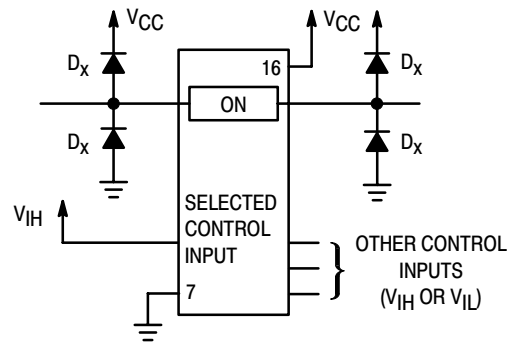 VCC
VCC
DX
16
DX
ON
DX
DX
VIH
SELECTED
CONTROL
INPUT
OTHER CONTROL
INPUTS
(VIH OR VIL)
7